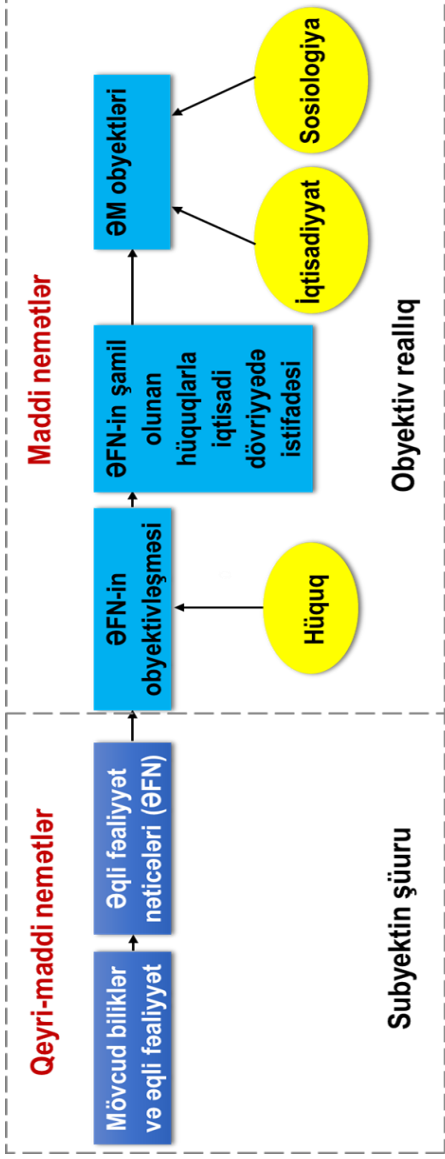 Qeyri-maddi nemətlər
Maddi nemətlər
Mövcud biliklər
və əqli fəaliyyət
Əqli fəaliyyət
nəticələri (ƏFN)
ƏFN-in
obyektivləşməsi
ƏFN-in şamil
olunan
hüquqlarla
iqtisadi
dövriyyədə
istifadəsi
ƏM obyektləri
Hüquq
İqtisadiyyat
Sosiologiya
Subyektin şüuru
Obyektiv reallıq